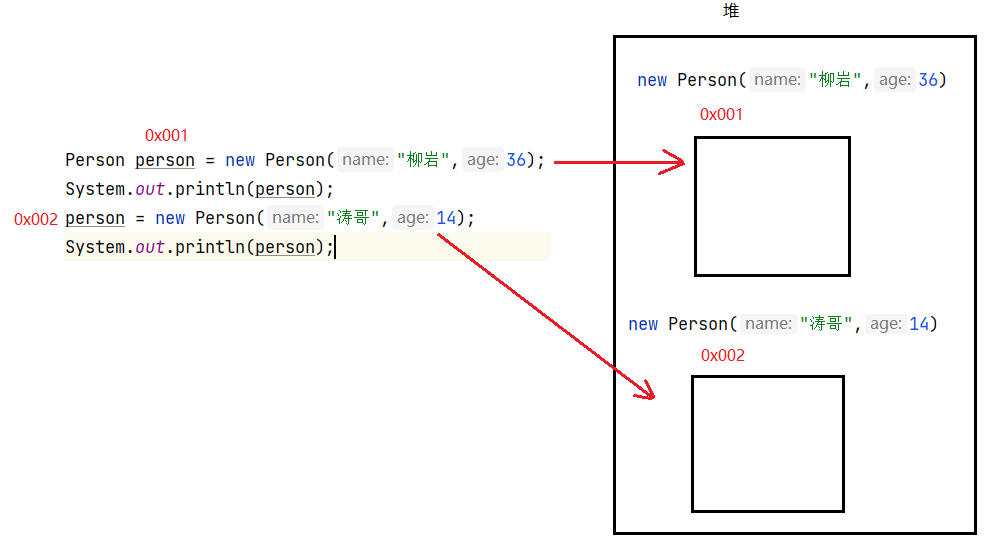 堆
new Person( name: "柳岩", age: 36)
0x001
0x001
Person person = new Person( name: "柳岩", age: 36);
System.out.println(person);
0x002 person = new Person( name: "涛哥", age: 14);
System.out.println(person);
new Person( name: "涛哥", age: 14)
0x002